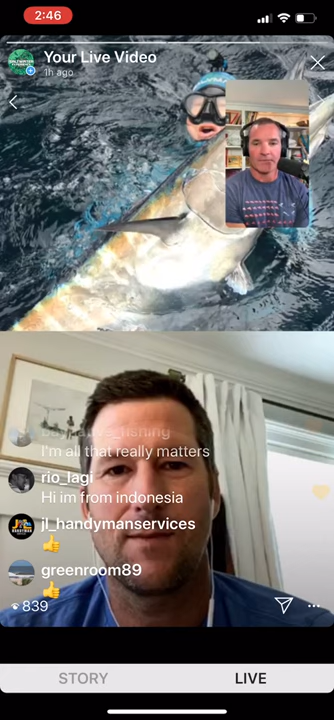 2:46
Your Live Video
1h ago
I'm all that really matters
rio_lagi
Hi im from indonesia
jl_handymanservices
👍
greenroom89
👍
839
STORY
LIVE